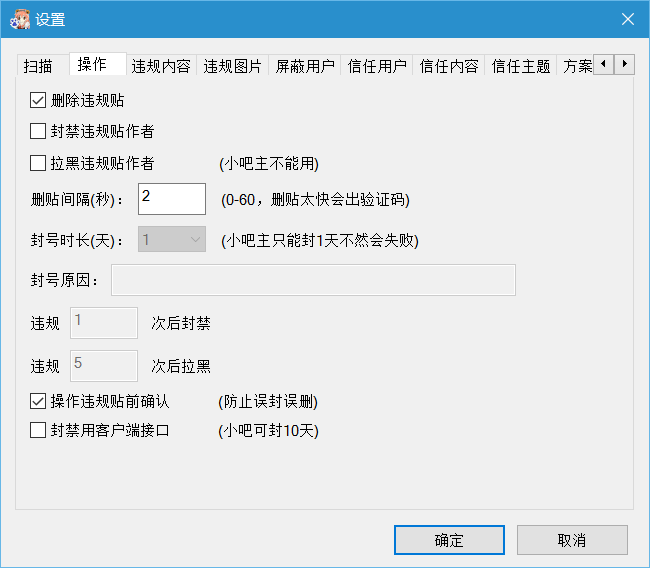 设置
扫描 操作 违规内容 违规图片 屏蔽用户 信任用户 信任内容 信任主题 方案
删除违规贴
封禁违规贴作者
拉黑违规贴作者 (小吧主不能用)
删贴间隔(秒)： 2 (0-60，删贴太快会出验证码)
封号时长(天)： 1 (小吧主只能封1天不然会失败)
封号原因：
违规 1 次后封禁
违规 5 次后拉黑
操作违规贴前确认 (防止误封误删)
封禁用客户端接口 (小吧可封10天)
确定 取消